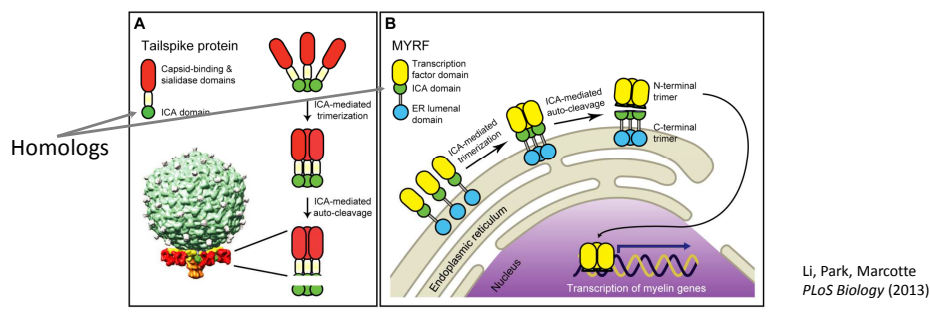 Homologs
A
Tailspike protein
Capsid-binding &
sialidase domains
ICA domain
ICA-mediated
trimerization
ICA-mediated
auto-cleavage
B
MYRF
Transcription
factor domain
ICA domain
ER lumenal
domain
ICA-mediated
trimerization
ICA-mediated
auto-cleavage
N-terminal
trimer
C-terminal
trimer
Endoplasmic reticulum
Nucleus
Transcription of myelin genes
Li, Park, Marcotte
PLoS Biology (2013)